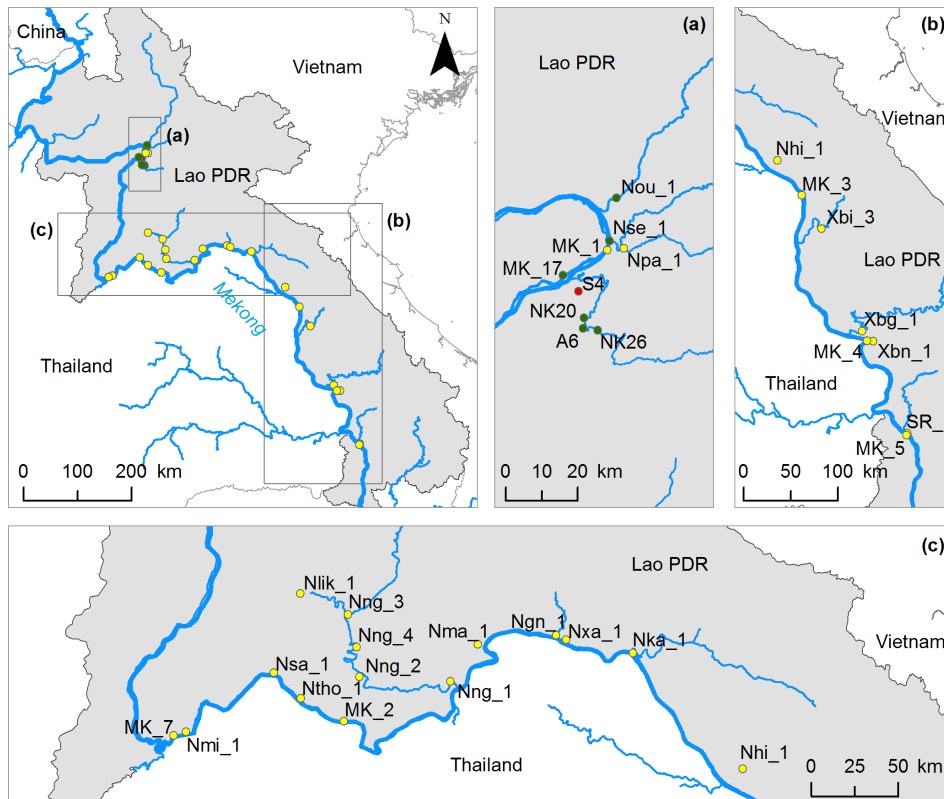 China
Vietnam
N
(a)
Lao PDR
(c)
(b)
Mekong
Thailand
0 100 200 km
(a)
Lao PDR
Nou_1
Nse_1
MK_1
Npa_1
MK_17
S4
NK20
A6
NK26
0 10 20 km
(b)
Vietnam
Nhi_1
MK_3
Xbi_3
Lao PDR
Xbg_1
MK_4
Xbn_1
Thailand
SR_
MK_5
0 50 100 km
(c)
Lao PDR
Nlik_1
Nng_3
Ngn_1
Nxa_1
Nma_1
Nka_1
Vietnam
Nng_4
Nsa_1
Nng_2
Ntho_1
Nng_1
MK_2
MK_7
Nmi_1
Thailand
Nhi_1
0 25 50 km